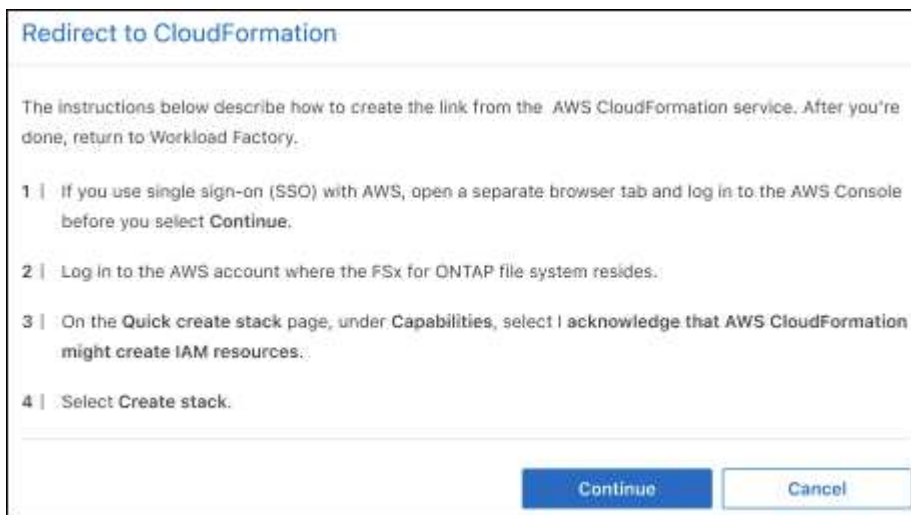 Redirect to CloudFormation
The instructions below describe how to create the link from the AWS CloudFormation service. After you're
done, return to Workload Factory.
1 | If you use single sign-on (SSO) with AWS, open a separate browser tab and log in to the AWS Console
before you select Continue.
2 | Log in to the AWS account where the FSx for ONTAP file system resides.
3 | On the Quick create stack page, under Capabilities, select I acknowledge that AWS CloudFormation
might create IAM resources.
4 | Select Create stack.
Continue Cancel